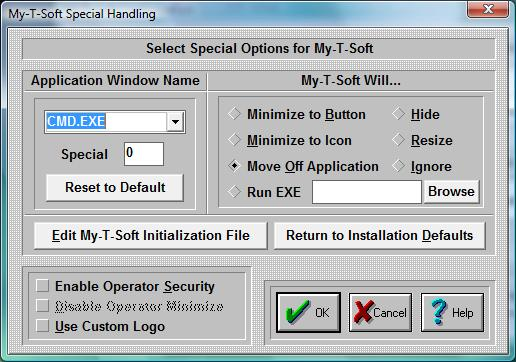 My-T-Soft Special Handling
Select Special Options for My-T-Soft
Application Window Name
My-T-Soft Will...
CMD.EXE
Special 0
Reset to Default
Minimize to Button
Hide
Minimize to Icon
Resize
Move Off Application
Ignore
Run EXE
Browse
Edit My-T-Soft Initialization File
Return to Installation Defaults
Enable Operator Security
Disable Operator Minimize
Use Custom Logo
OK
Cancel
Help